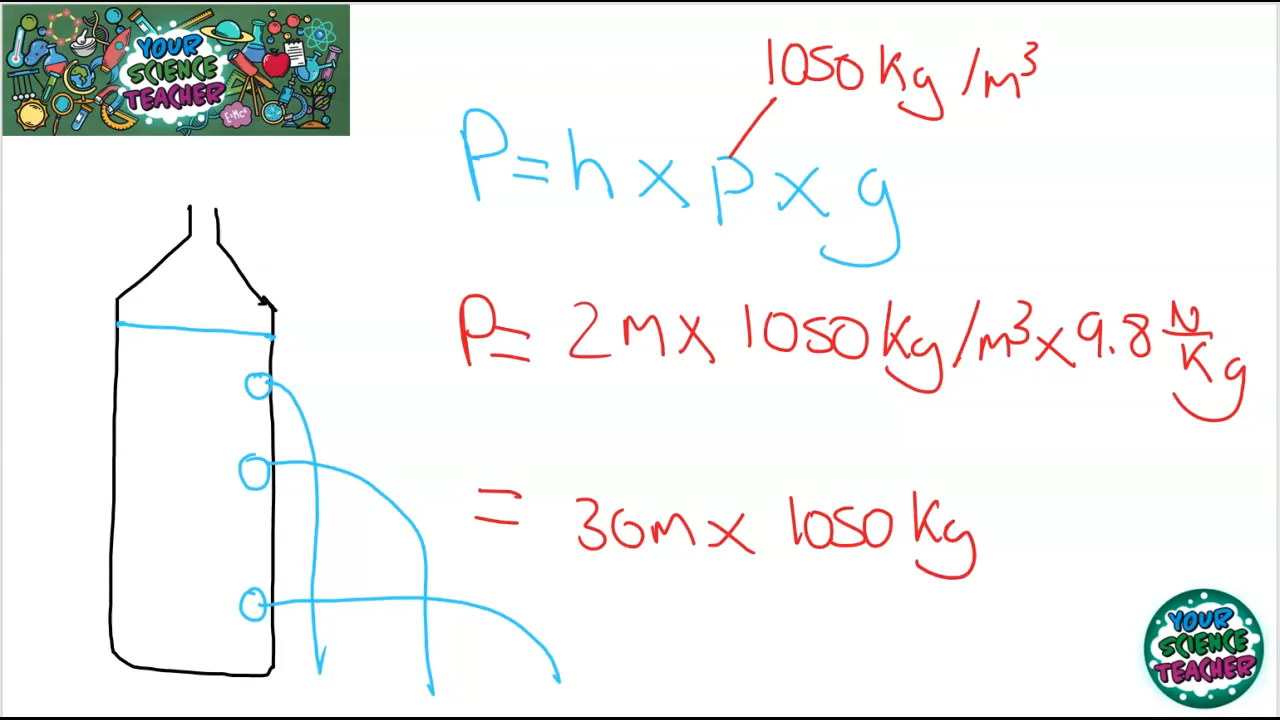 YOUR
SCIENCE
TEACHER
E=MC²
1050 Kg/m³
P = h x p x g
P = 2m x 1050 Kg/m³ x 9.8 N/Kg
= 30m x 1050 Kg
YOUR
SCIENCE
TEACHER